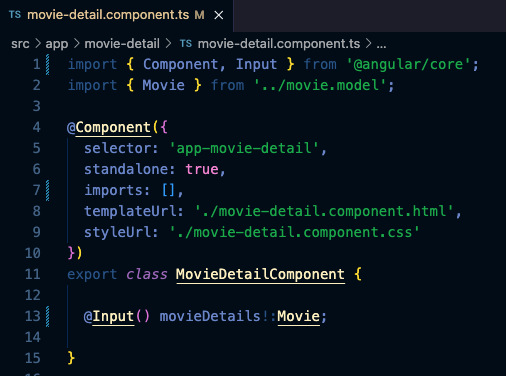 TS movie-detail.component.ts M ×
src > app > movie-detail > TS movie-detail.component.ts > ...
1 import { Component, Input } from '@angular/core';
2 import { Movie } from '../movie.model';
3
4 @Component({
5 selector: 'app-movie-detail',
6 standalone: true,
7 imports: [],
8 templateUrl: './movie-detail.component.html',
9 styleUrl: './movie-detail.component.css'
10 })
11 export class MovieDetailComponent {
12
13 @Input() movieDetails!:Movie;
14
15 }
16